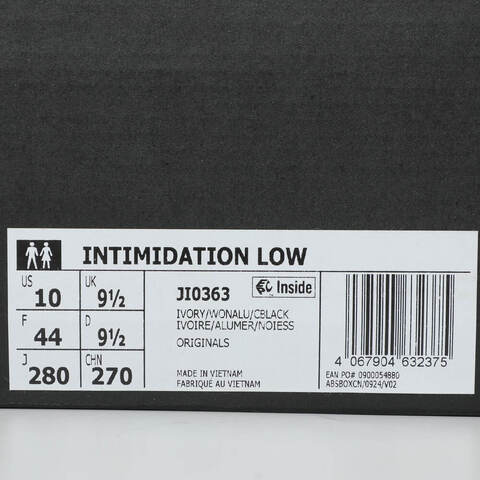 INTIMIDATION LOW
US 10
UK 9½
F 44
D 9½
J 280
CHN 270
JI0363
Inside
IVORY/WONALU/CBLACK
IVOIRE/ALUMER/NOIESS
ORIGINALS
MADE IN VIETNAM
FABRIQUÉ AU VIETNAM
4 067904 632375
EAN PO# 0900054880
ABSBOXCN/0924/V02